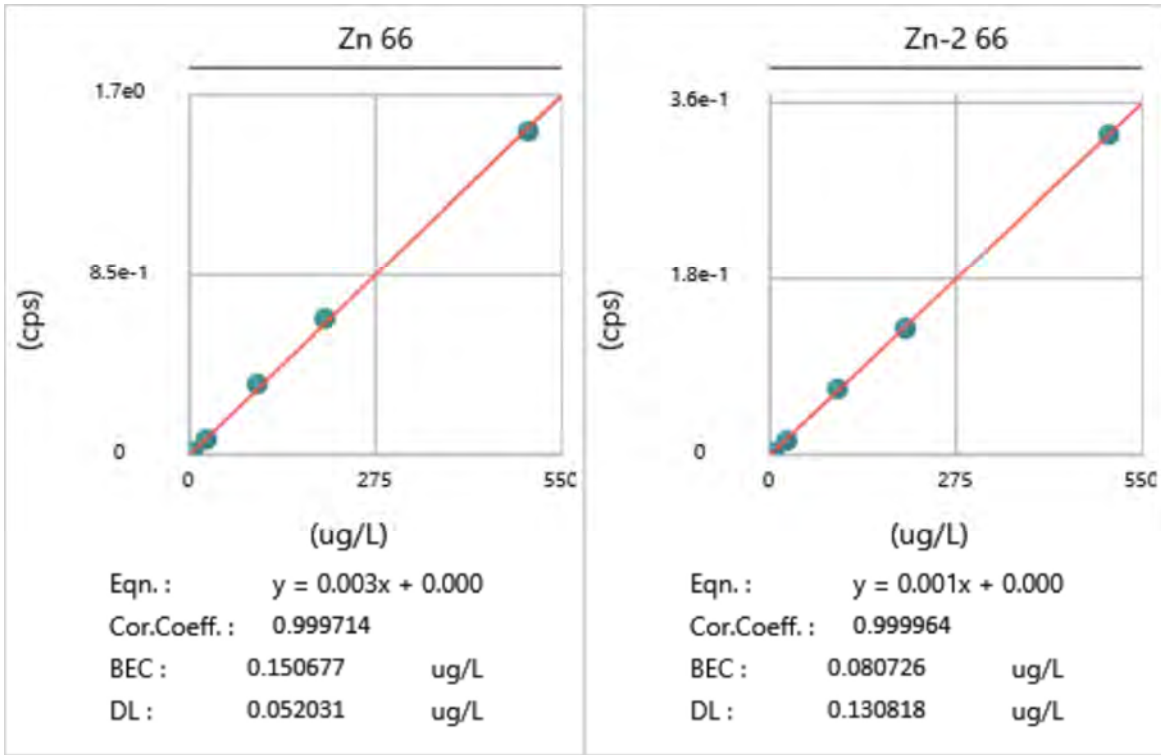 Zn 66
1.7e0
8.5e-1
0
(cps)
0 275 550
(ug/L)
Eqn. : y = 0.003x + 0.000
Cor.Coeff. : 0.999714
BEC : 0.150677 ug/L
DL : 0.052031 ug/L
Zn-2 66
3.6e-1
1.8e-1
0
(cps)
0 275 550
(ug/L)
Eqn. : y = 0.001x + 0.000
Cor.Coeff. : 0.999964
BEC : 0.080726 ug/L
DL : 0.130818 ug/L